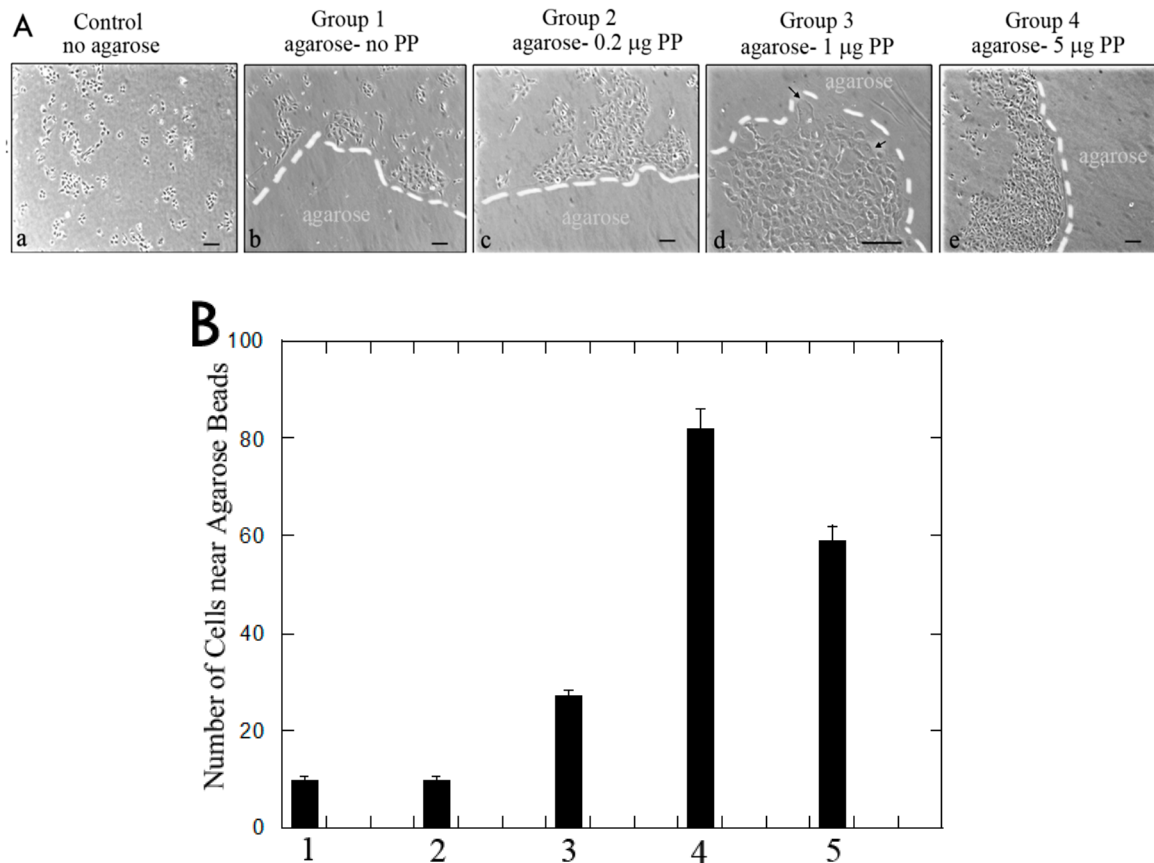 A
Control
no agarose
Group 1
agarose- no PP
Group 2
agarose- 0.2 μg PP
Group 3
agarose- 1 μg PP
Group 4
agarose- 5 μg PP
a
b
agarose
c
agarose
d
agarose
e
agarose
B
Number of Cells near Agarose Beads
100
80
60
40
20
0
1 2 3 4 5